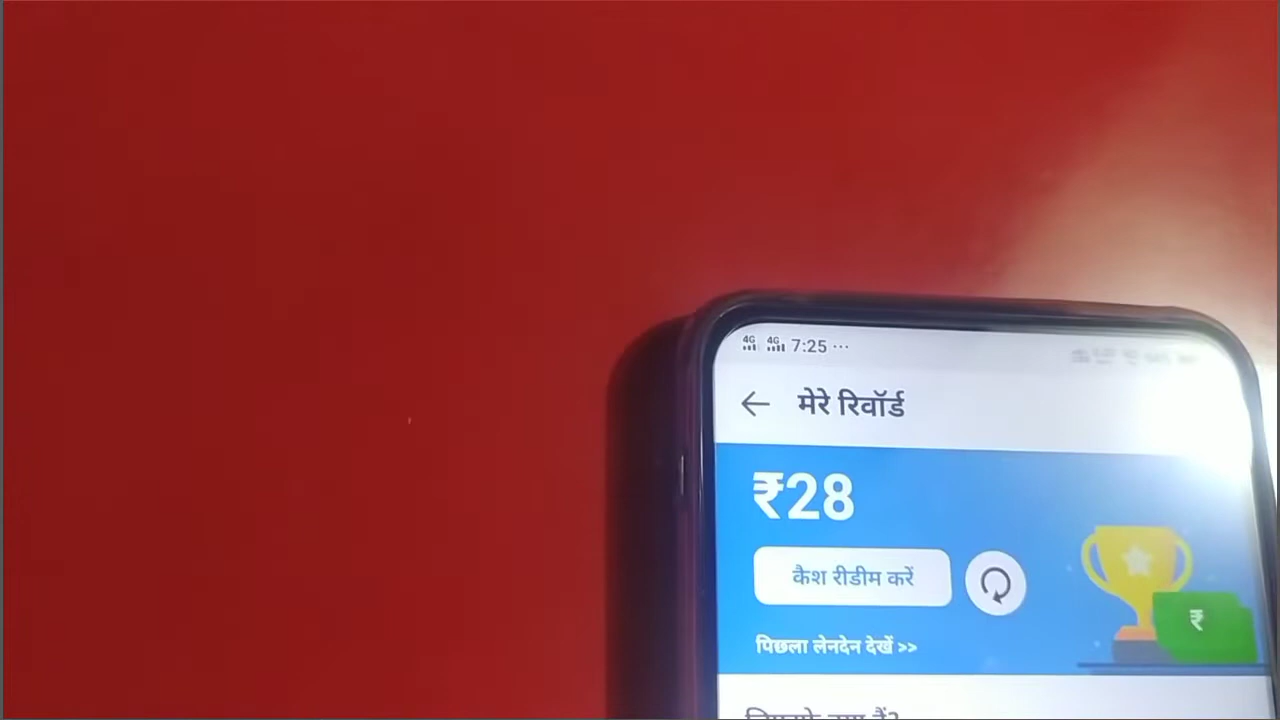 4G 4G 7:25 ...
← मेरे रिवॉर्ड
₹28
कैश रीडीम करें
पिछला लेनदेन देखें >>
₹